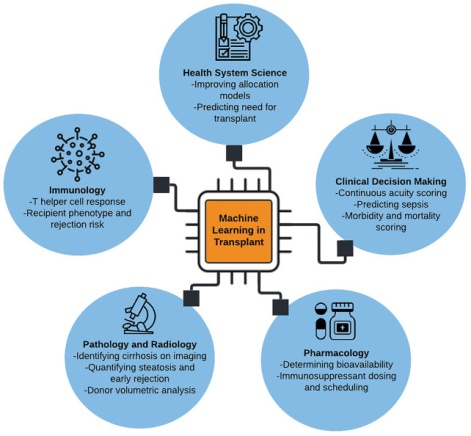 Health System Science
-Improving allocation
models
-Predicting need for
transplant
Immunology
-T helper cell response
-Recipient phenotype and
rejection risk
Clinical Decision Making
-Continuous acuity scoring
-Predicting sepsis
-Morbidity and mortality
scoring
Machine
Learning in
Transplant
Pathology and Radiology
-Identifying cirrhosis on imaging
-Quantifying steatosis and
early rejection
-Donor volumetric analysis
Pharmacology
-Determining bioavailability
-Immunosuppressant dosing
and scheduling